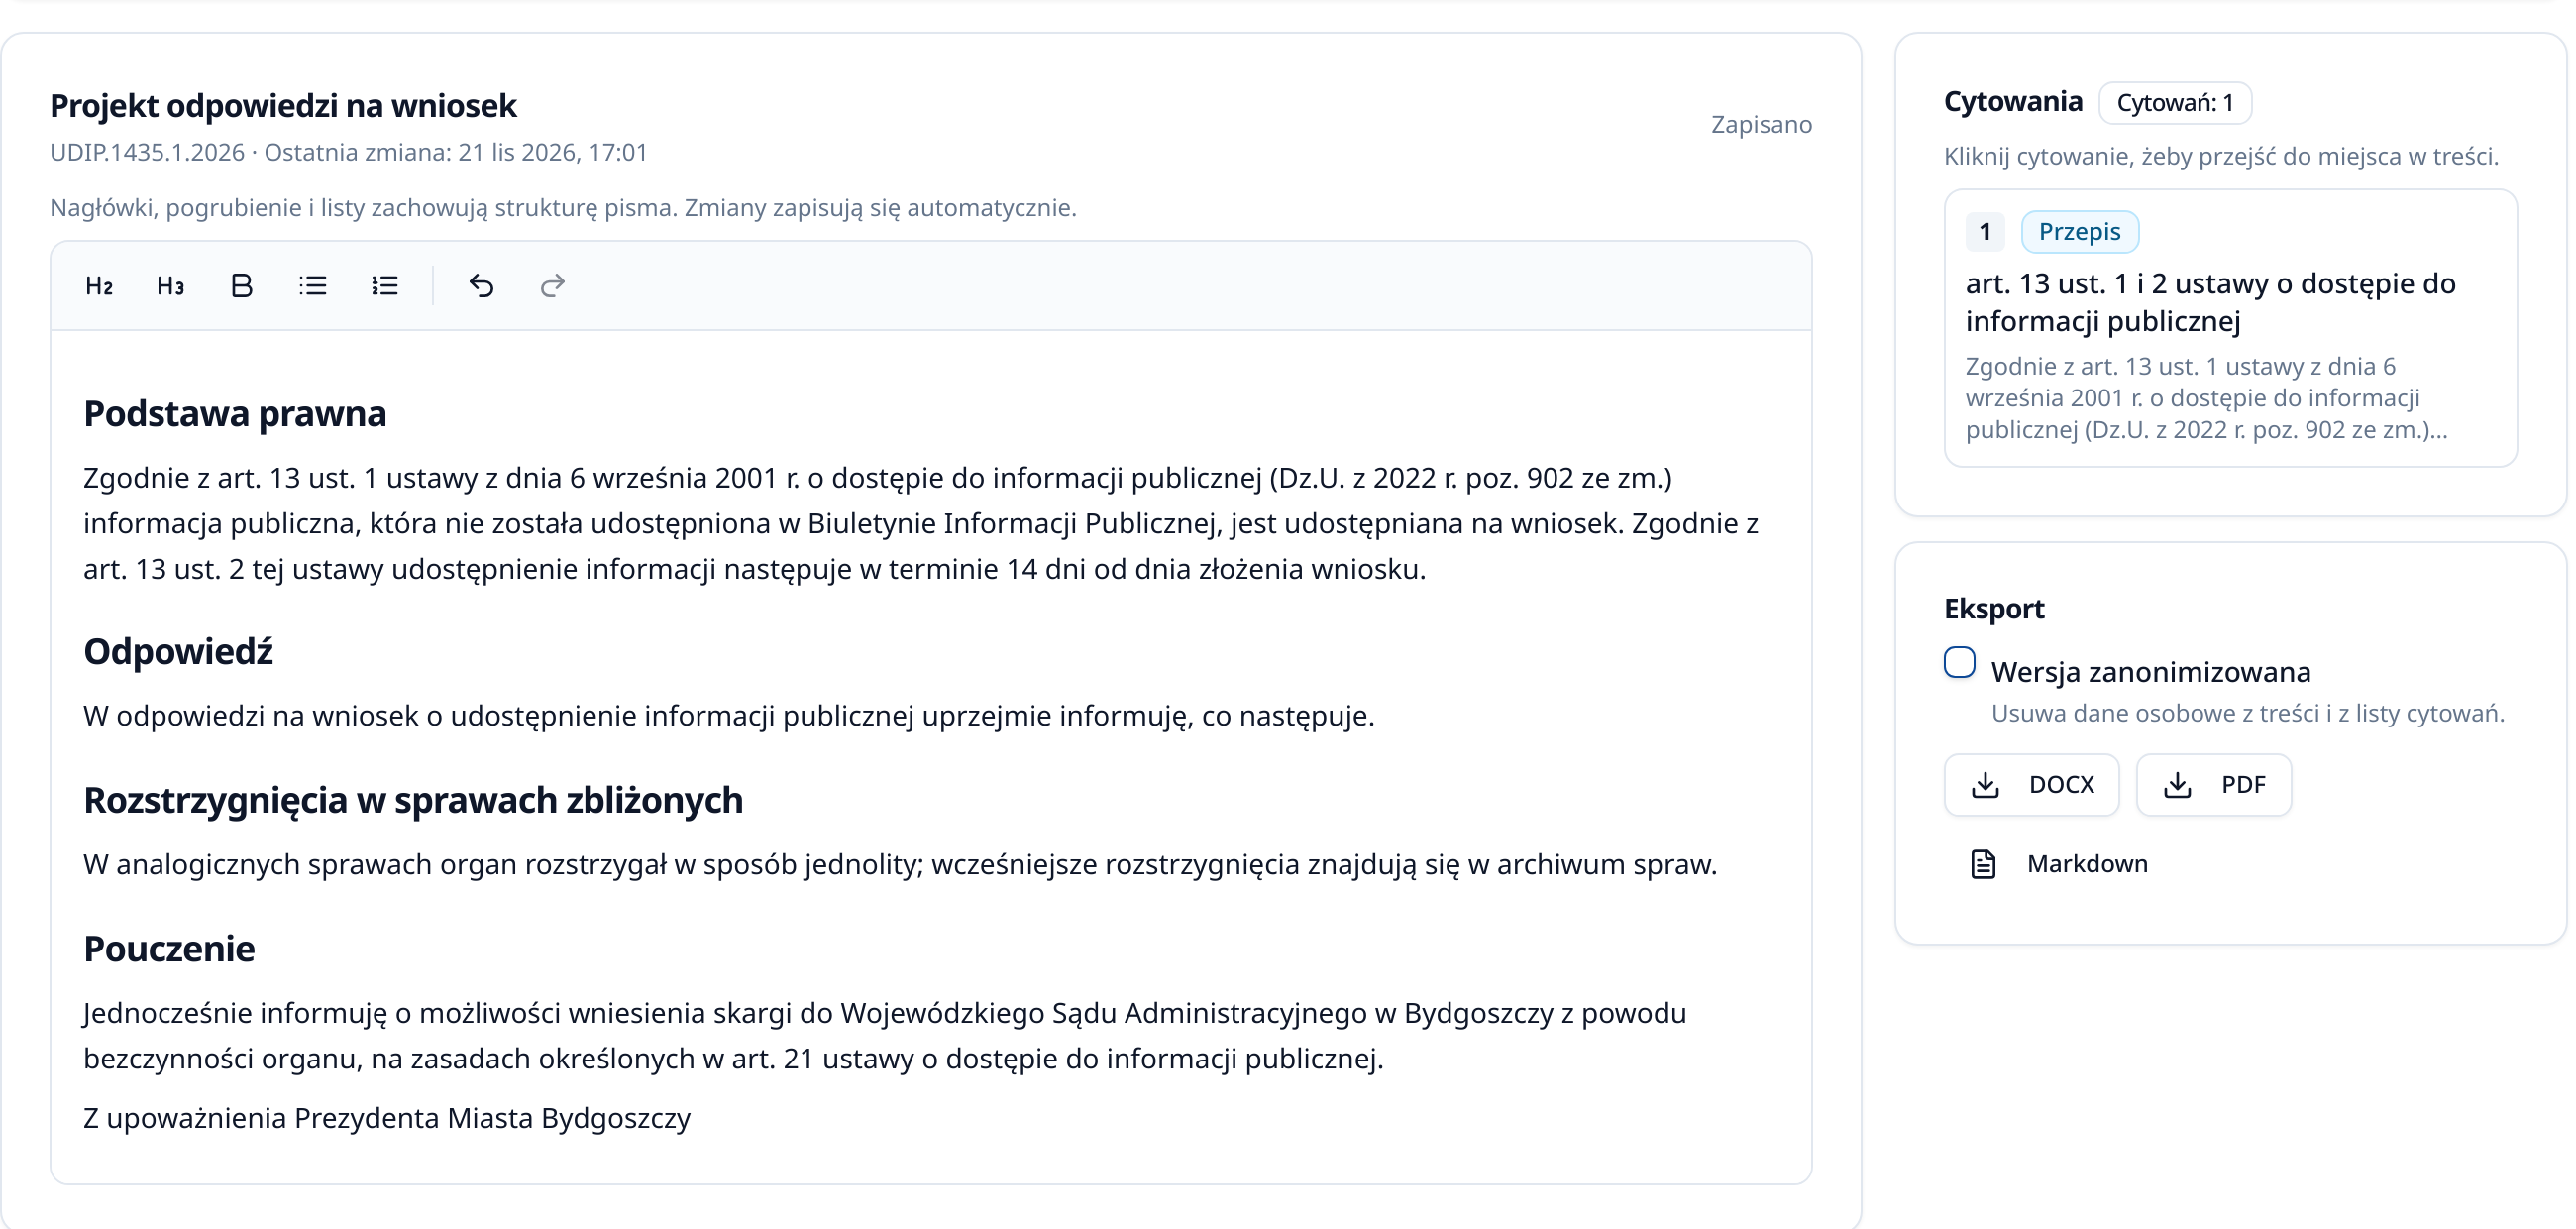 Projekt odpowiedzi na wniosek
UDIP.1435.1.2026 · Ostatnia zmiana: 21 lis 2026, 17:01
Zapisano
Nagłówki, pogrubienie i listy zachowują strukturę pisma. Zmiany zapisują się automatycznie.
H2 H3 B
Podstawa prawna
Zgodnie z art. 13 ust. 1 ustawy z dnia 6 września 2001 r. o dostępie do informacji publicznej (Dz.U. z 2022 r. poz. 902 ze zm.)
informacja publiczna, która nie została udostępniona w Biuletynie Informacji Publicznej, jest udostępniana na wniosek. Zgodnie z
art. 13 ust. 2 tej ustawy udostępnienie informacji następuje w terminie 14 dni od dnia złożenia wniosku.
Odpowiedź
W odpowiedzi na wniosek o udostępnienie informacji publicznej uprzejmie informuję, co następuje.
Rozstrzygnięcia w sprawach zbliżonych
W analogicznych sprawach organ rozstrzygał w sposób jednolity; wcześniejsze rozstrzygnięcia znajdują się w archiwum spraw.
Pouczenie
Jednocześnie informuję o możliwości wniesienia skargi do Wojewódzkiego Sądu Administracyjnego w Bydgoszczy z powodu
bezczynności organu, na zasadach określonych w art. 21 ustawy o dostępie do informacji publicznej.
Z upoważnienia Prezydenta Miasta Bydgoszczy
Cytowania
Cytowań: 1
Kliknij cytowanie, żeby przejść do miejsca w treści.
1 Przepis
art. 13 ust. 1 i 2 ustawy o dostępie do
informacji publicznej
Zgodnie z art. 13 ust. 1 ustawy z dnia 6
września 2001 r. o dostępie do informacji
publicznej (Dz.U. z 2022 r. poz. 902 ze zm.)…
Eksport
Wersja zanonimizowana
Usuwa dane osobowe z treści i z listy cytowań.
DOCX PDF
Markdown